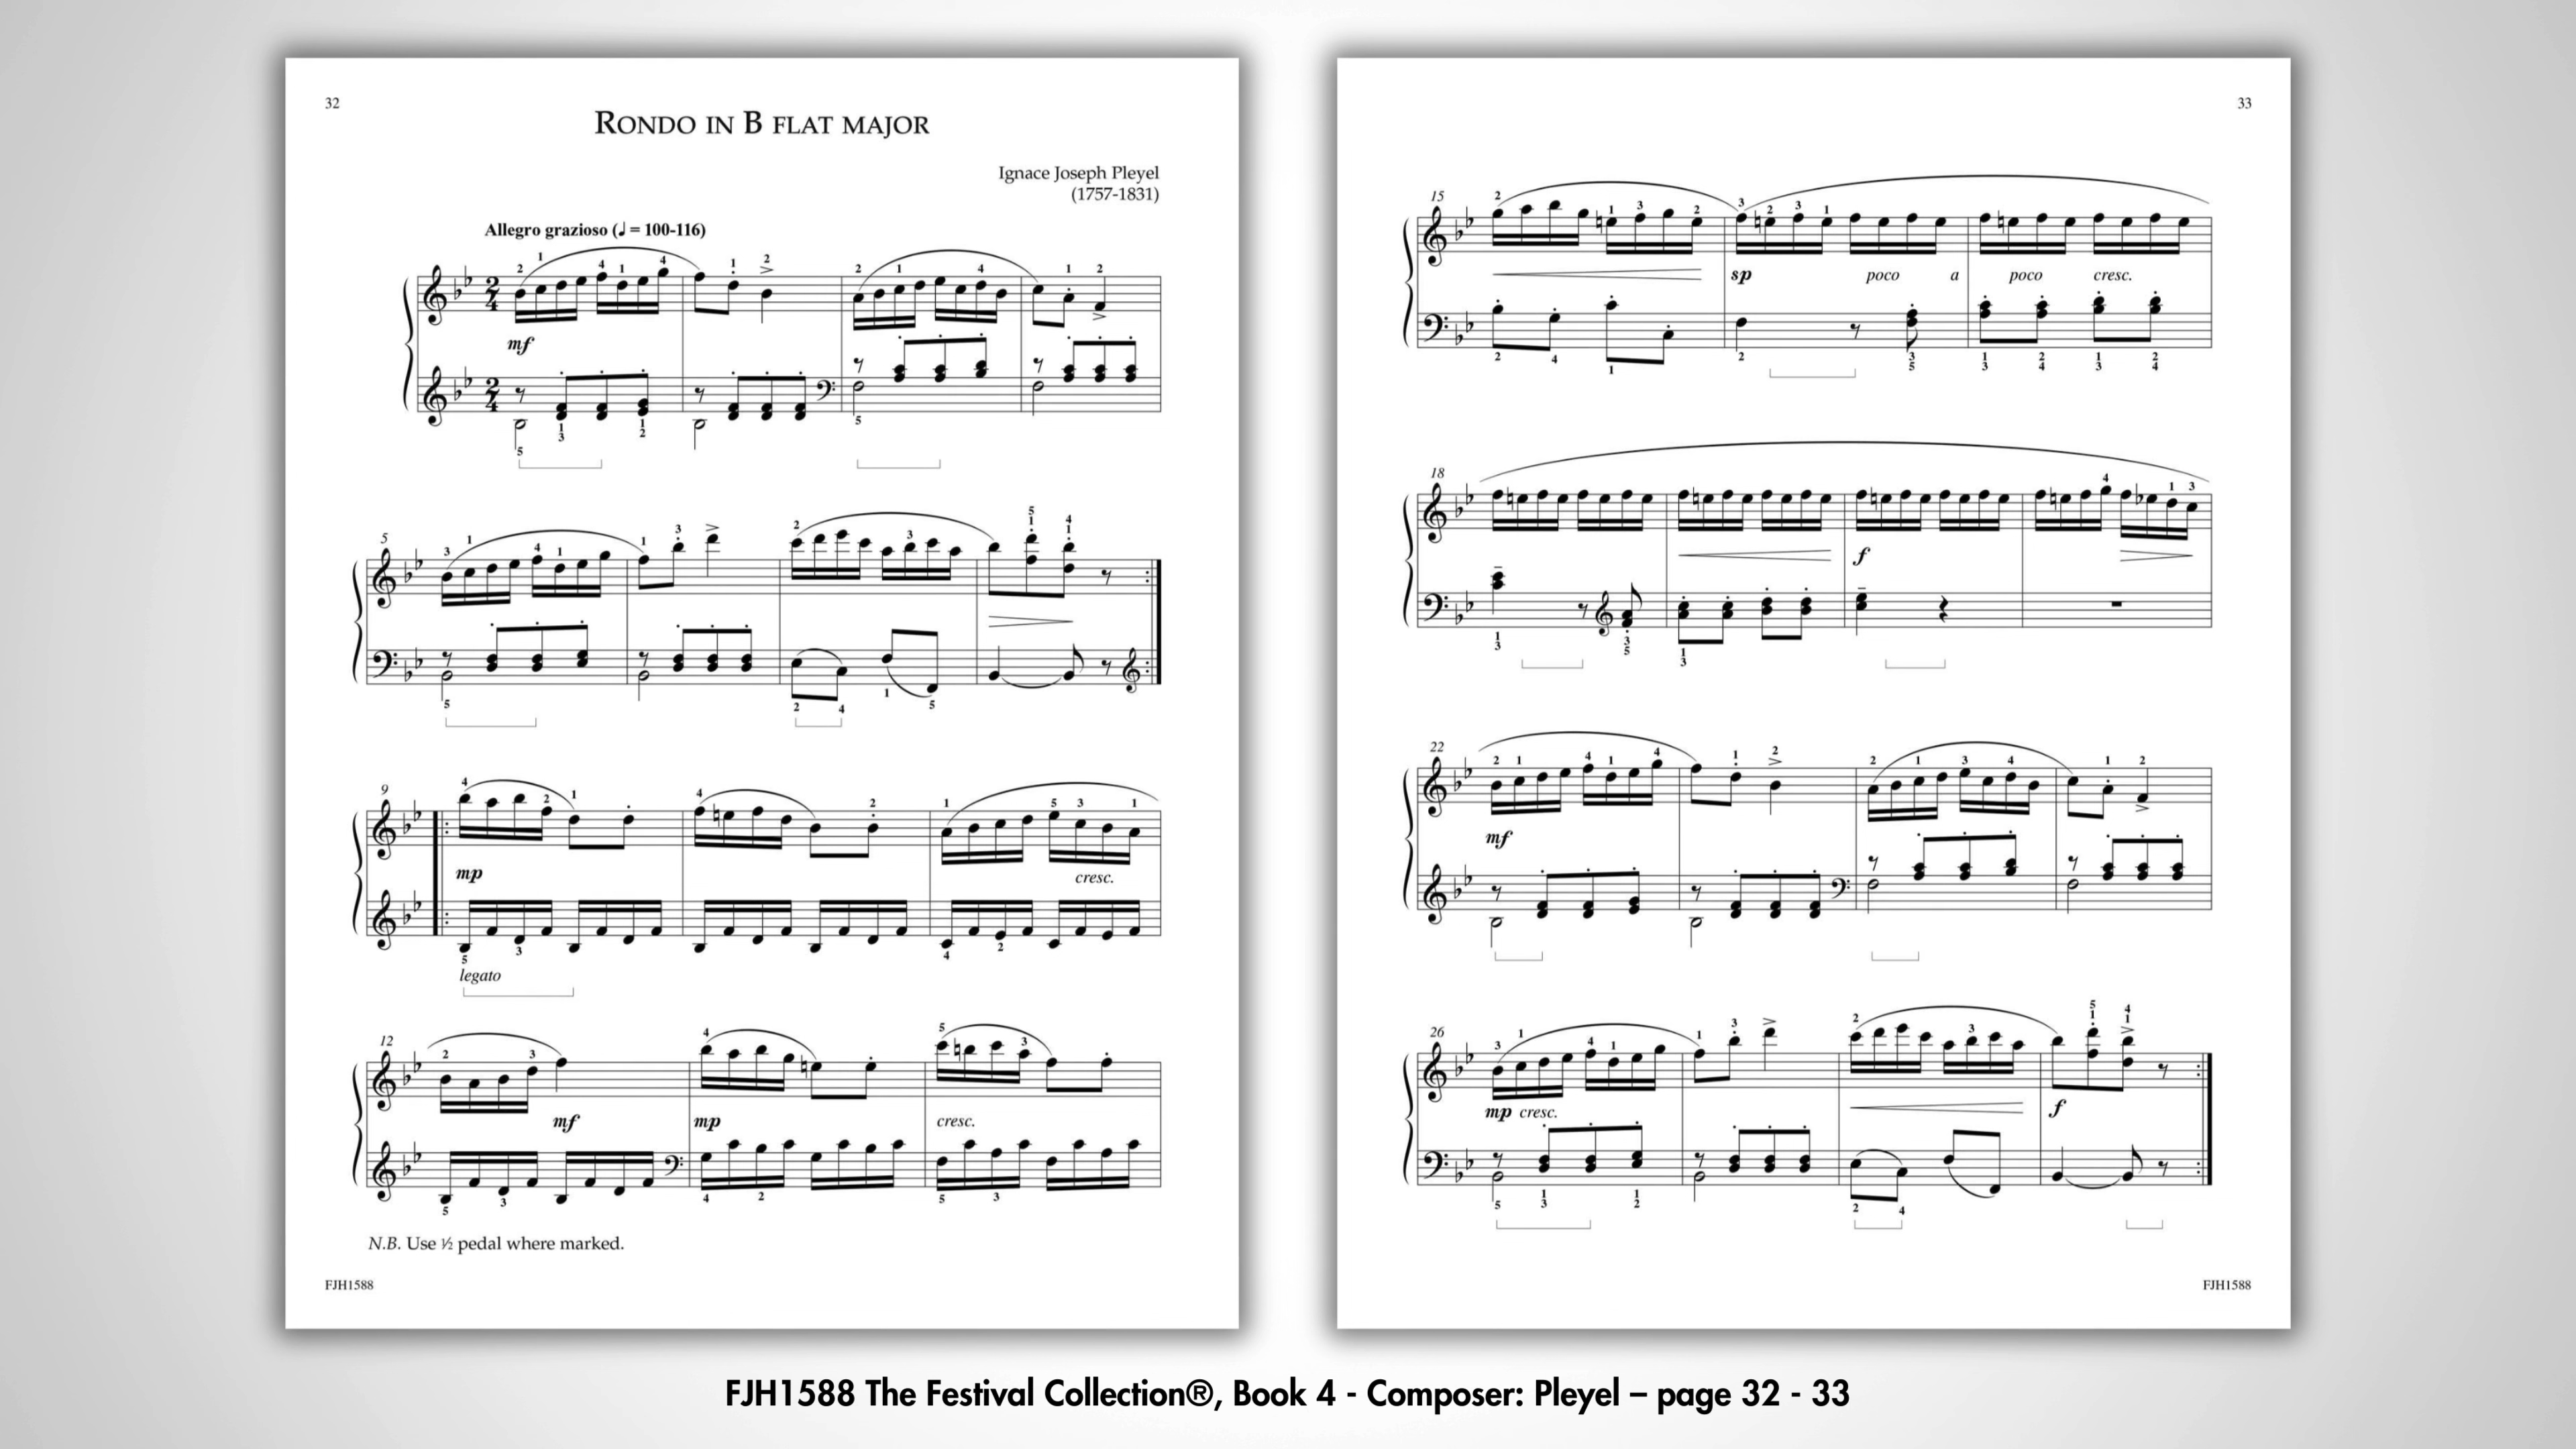 32
RONDO IN B FLAT MAJOR
Ignace Joseph Pleyel
(1757-1831)
Allegro grazioso (♩ = 100-116)
mf
5
9
mp
cresc.
legato
12
mf
mp
cresc.
N.B. Use ½ pedal where marked.
FJH1588
33
15
sp poco a poco cresc.
18
f
22
mf
26
mp cresc.
f
FJH1588
FJH1588 The Festival Collection®, Book 4 - Composer: Pleyel – page 32 - 33